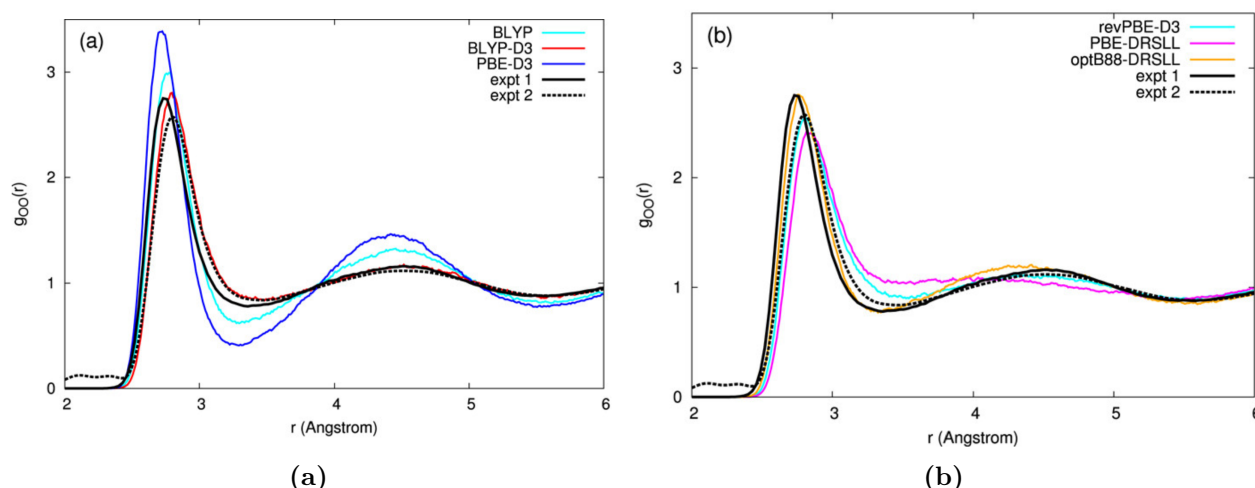 (a)
BLYP
BLYP-D3
PBE-D3
expt 1
expt 2
g_OO(r)
3
2
1
0
2
3
4
5
6
r (Angstrom)
(a)
(b)
revPBE-D3
PBE-DRSLL
optB88-DRSLL
expt 1
expt 2
g_OO(r)
3
2
1
0
2
3
4
5
6
r (Angstrom)
(b)